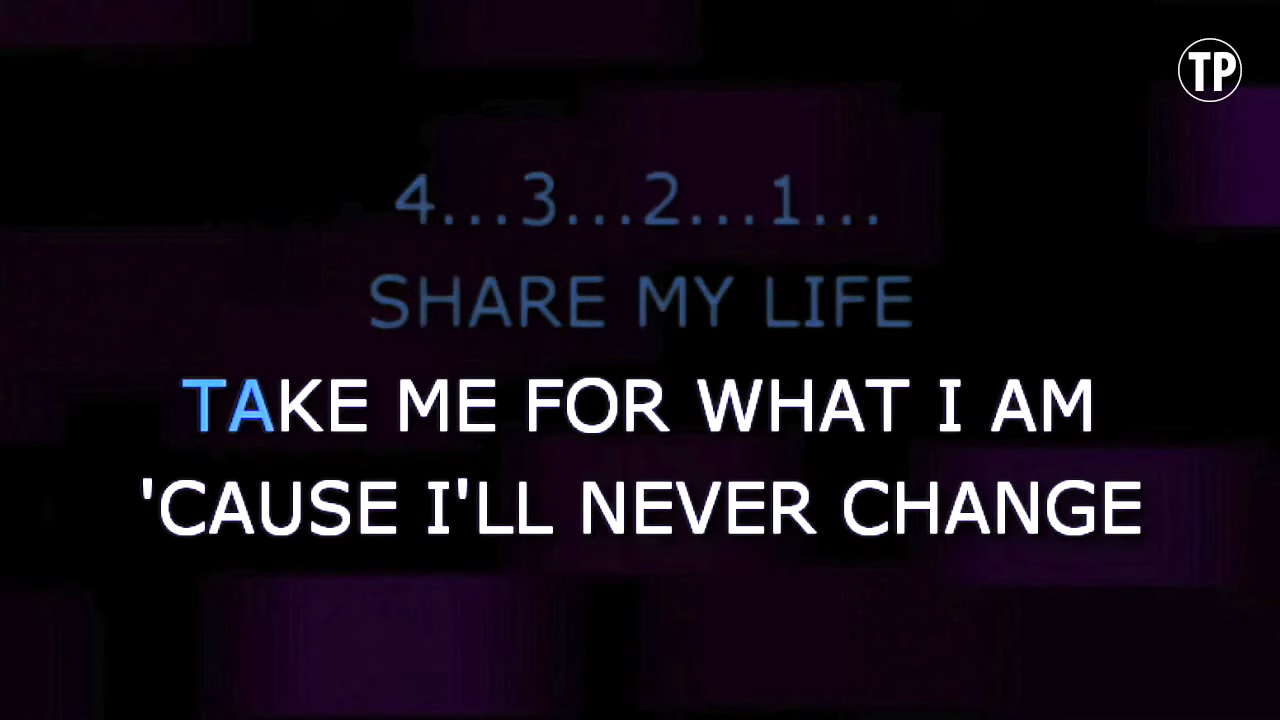 TP
4...3...2...1...
SHARE MY LIFE
TAKE ME FOR WHAT I AM
'CAUSE I'LL NEVER CHANGE